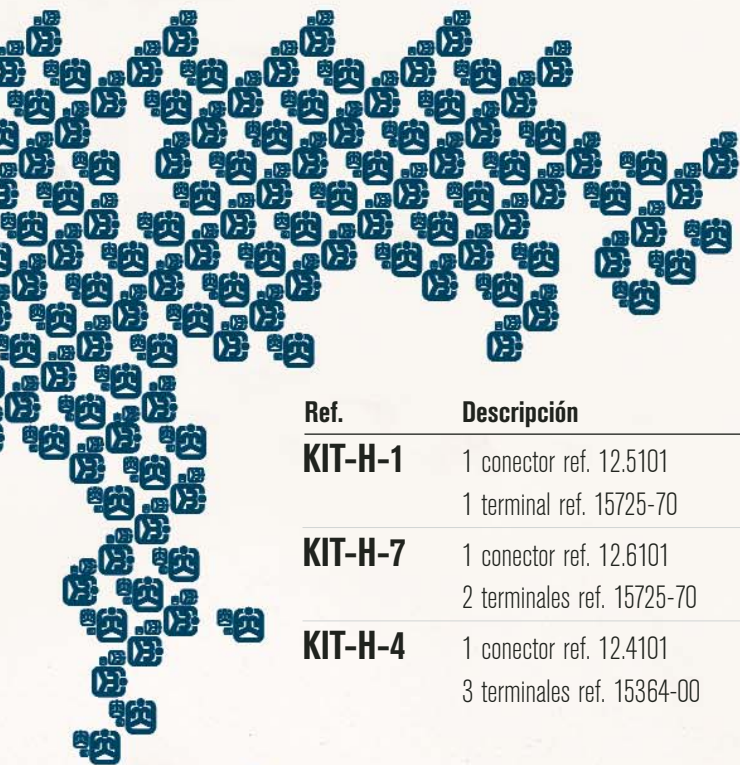 Ref. Descripción
KIT-H-1 1 conector ref. 12.5101
1 terminal ref. 15725-70
KIT-H-7 1 conector ref. 12.6101
2 terminales ref. 15725-70
KIT-H-4 1 conector ref. 12.4101
3 terminales ref. 15364-00